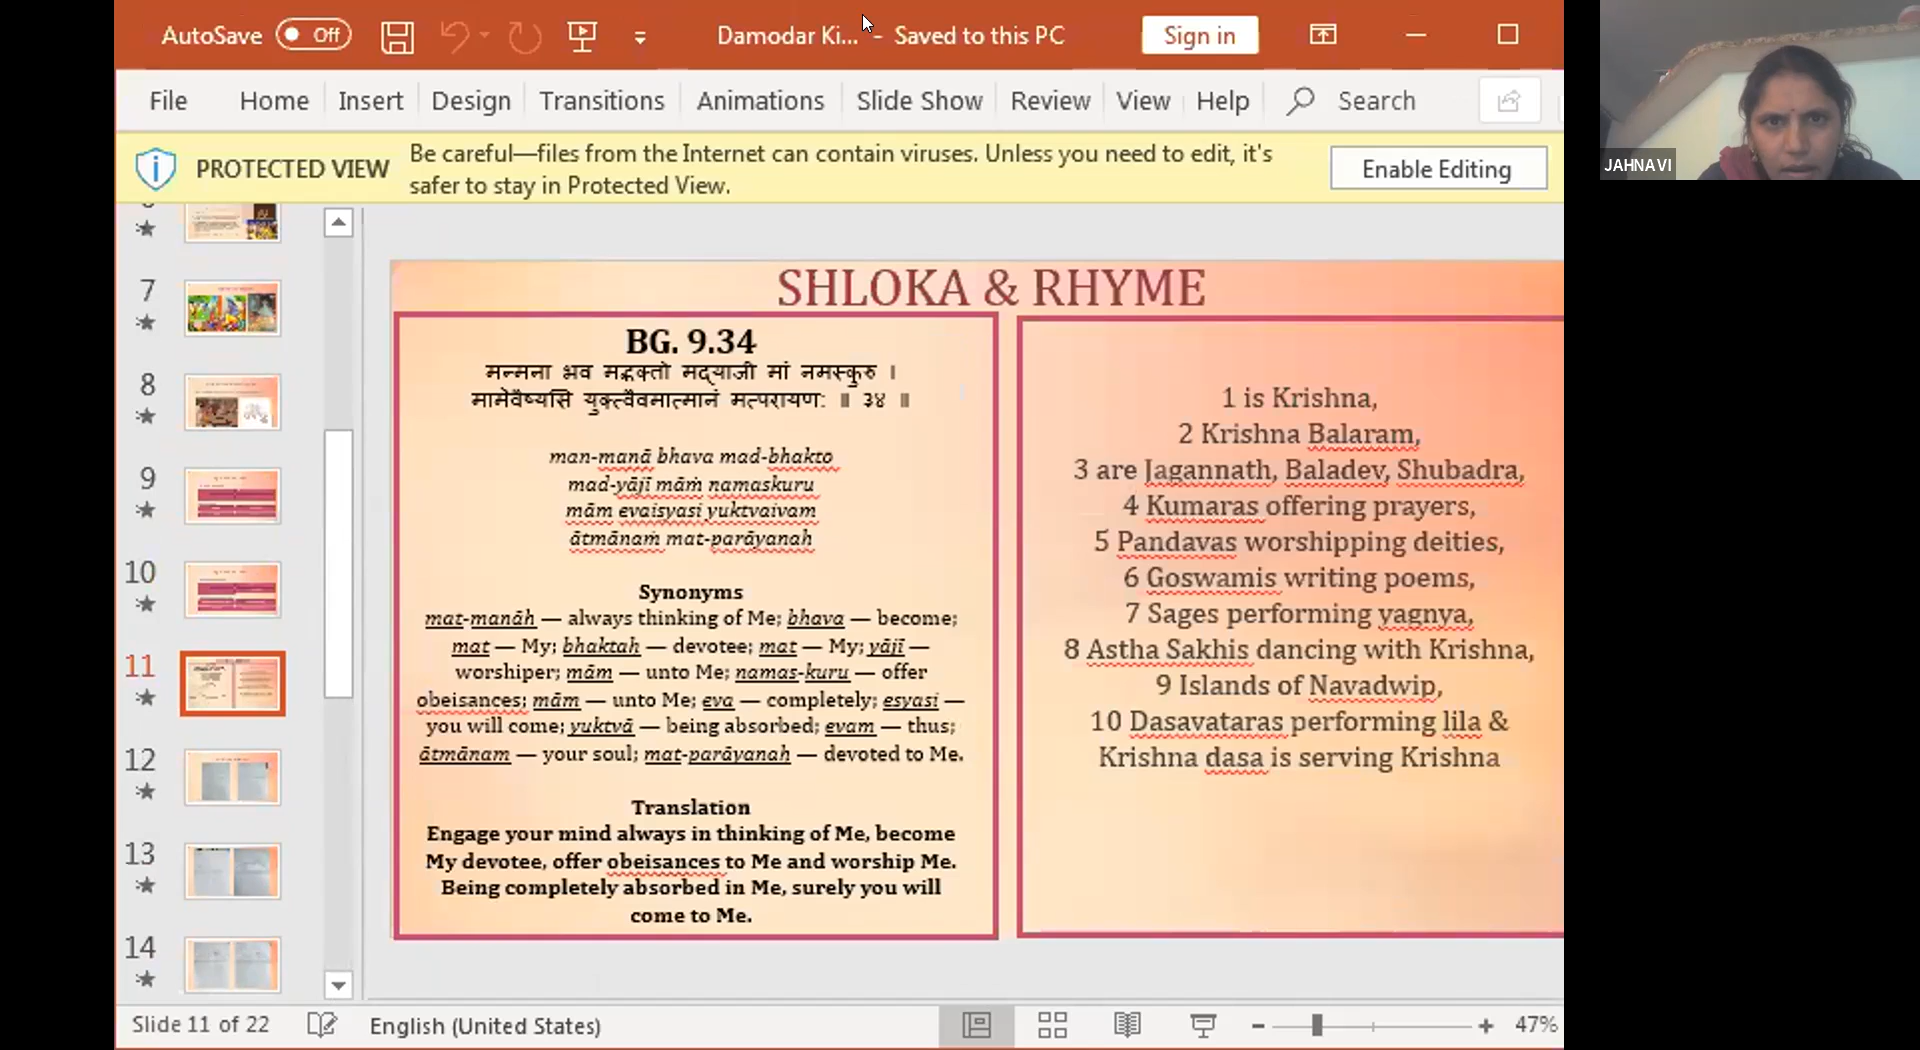 AutoSave Off Damodar Ki... - Saved to this PC Sign in
File Home Insert Design Transitions Animations Slide Show Review View Help Search
PROTECTED VIEW Be careful—files from the Internet can contain viruses. Unless you need to edit, it's
safer to stay in Protected View.
Enable Editing
JAHNAVI
7
8
9
10
11
12
13
14
SHLOKA & RHYME
BG. 9.34
मन्मना भव मद्भक्तो मद्याजी मां नमस्कुरु ।
मामेवैष्यसि युक्त्वैवमात्मानं मत्परायण: ॥ ३४ ॥
man-manā bhava mad-bhakto
mad-yājī māṁ namaskuru
mām evaisyasi yuktvaivam
ātmānaṁ mat-parāyanah
Synonyms
mat-manāh — always thinking of Me; bhava — become;
mat — My; bhaktah — devotee; mat — My; yājī —
worshiper; mām — unto Me; namas-kuru — offer
obeisances; mām — unto Me; eva — completely; esyasi —
you will come; yuktvā — being absorbed; evam — thus;
ātmānam — your soul; mat-parāyanah — devoted to Me.
Translation
Engage your mind always in thinking of Me, become
My devotee, offer obeisances to Me and worship Me.
Being completely absorbed in Me, surely you will
come to Me.
1 is Krishna,
2 Krishna Balaram,
3 are Jagannath, Baladev, Shubadra,
4 Kumaras offering prayers,
5 Pandavas worshipping deities,
6 Goswamis writing poems,
7 Sages performing yagnya,
8 Astha Sakhis dancing with Krishna,
9 Islands of Navadwip,
10 Dasavataras performing lila &
Krishna dasa is serving Krishna
Slide 11 of 22 English (United States) 47%